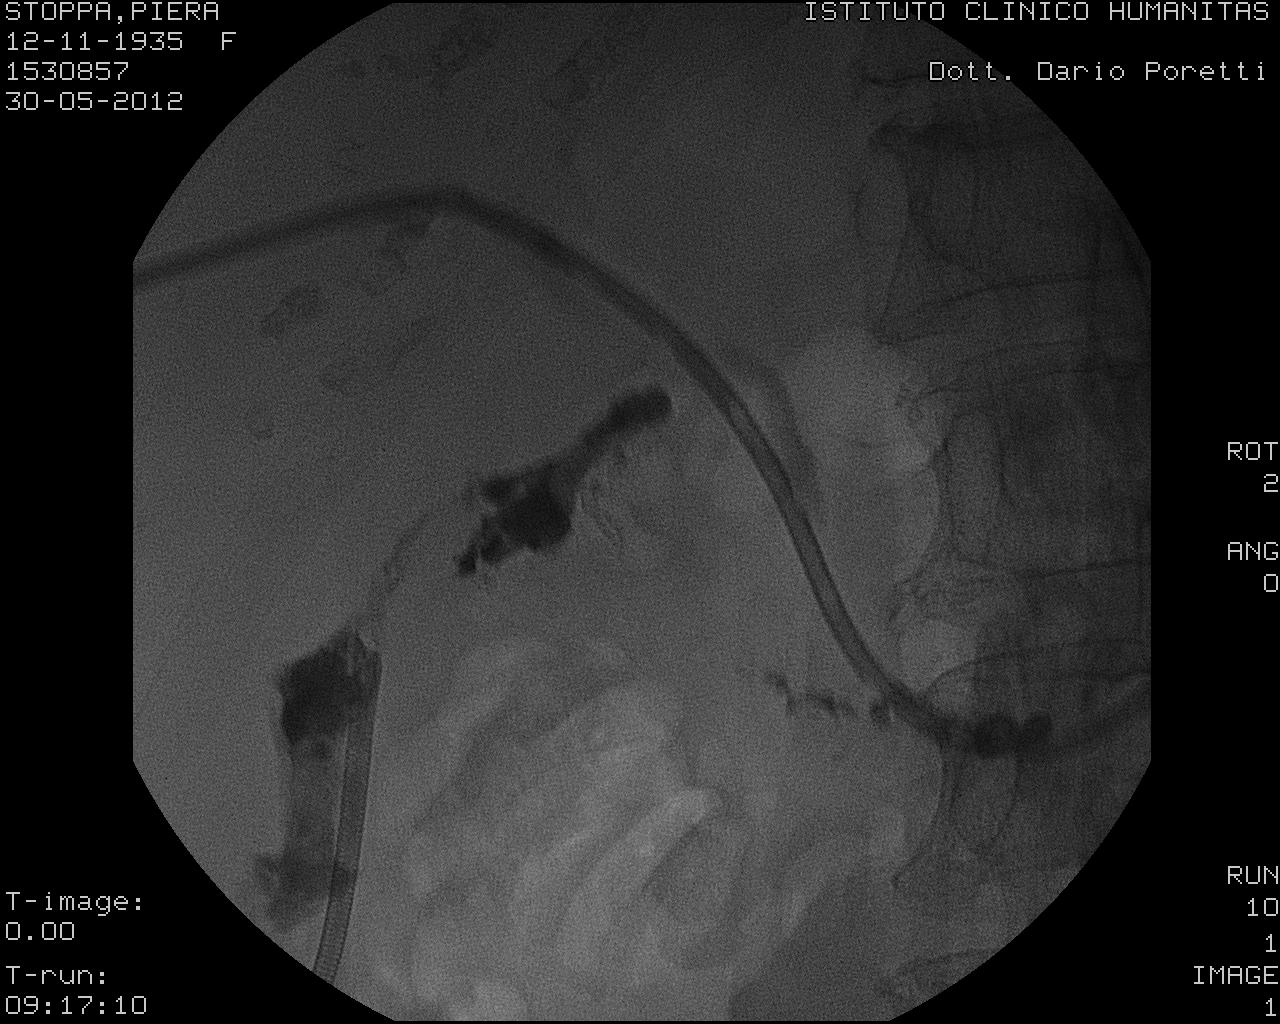 STOPPA,PIERA
12-11-1935 F
1530857
30-05-2012
ISTITUTO CLINICO HUMANITAS
Dott. Dario Poretti
ROT
2
ANG
0
T-image:
0.00
T-run:
09:17:10
RUN
10
1
IMAGE
1